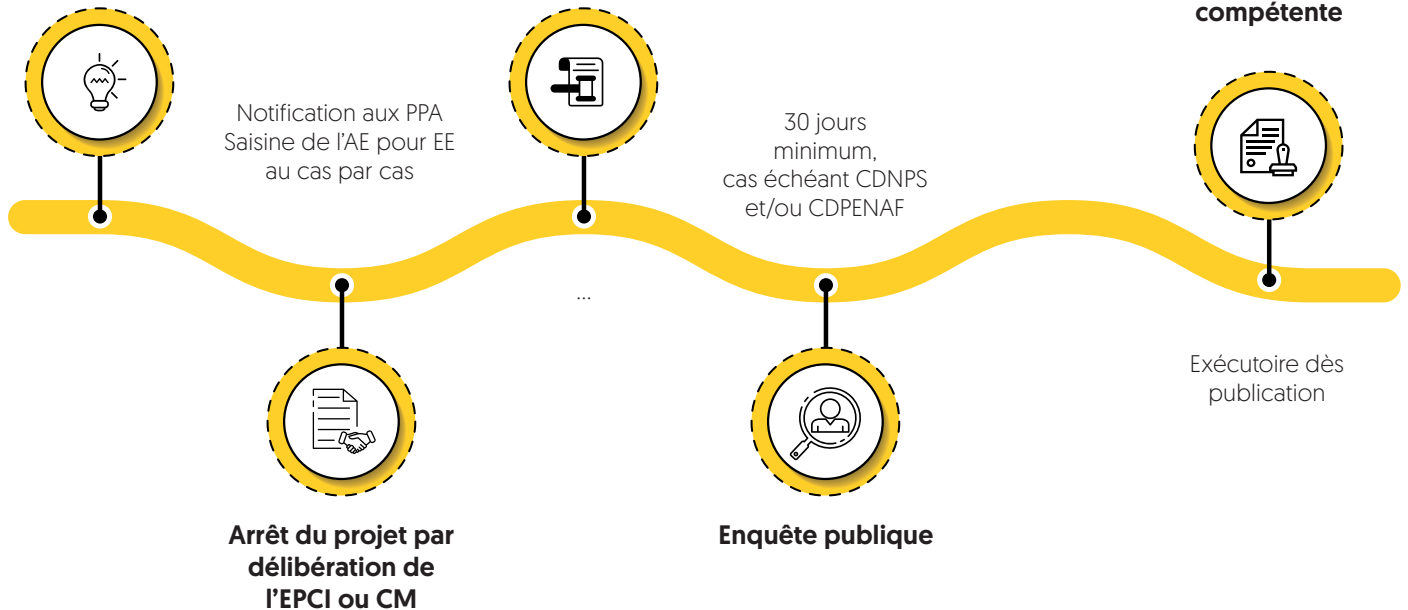 compétente
Notification aux PPA
Saisine de l’AE pour EE
au cas par cas
30 jours
minimum,
cas échéant CDNPS
et/ou CDPENAF
...
Exécutoire dès
publication
Arrêt du projet par
délibération de
l’EPCI ou CM
Enquête publique